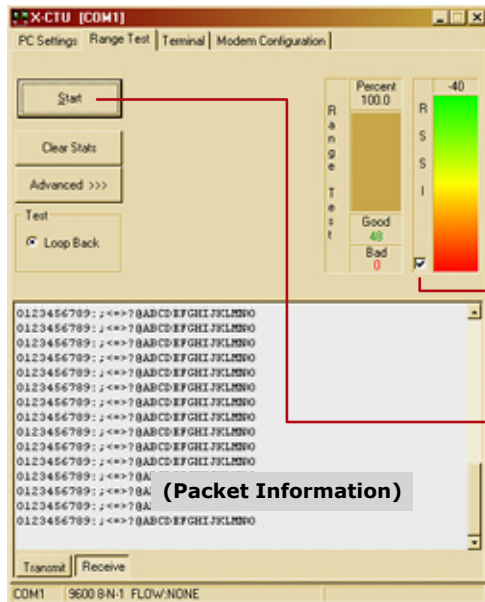 X-CTU [COM1]
PC Settings Range Test Terminal Modem Configuration
Start
Clear Stats
Advanced >>>
Test
Loop Back
Range Test
Percent
100.0
Good
48
Bad
0
RSSI
-40
0123456789:;<=>?@ABCDEFGHIJKLMNO
0123456789:;<=>?@ABCDEFGHIJKLMNO
0123456789:;<=>?@ABCDEFGHIJKLMNO
0123456789:;<=>?@ABCDEFGHIJKLMNO
0123456789:;<=>?@ABCDEFGHIJKLMNO
0123456789:;<=>?@ABCDEFGHIJKLMNO
0123456789:;<=>?@ABCDEFGHIJKLMNO
0123456789:;<=>?@ABCDEFGHIJKLMNO
0123456789:;<=>?@ABCDEFGHIJKLMNO
0123456789:;<=>?@ABCDEFGHIJKLMNO
0123456789:;<=>?@ABCDEFGHIJKLMNO
0123456789:;<=>?@A
0123456789:;<=>?@A
0123456789:;<=>?@A
0123456789:;<=>?@ABCDEFGHIJKLMNO
(Packet Information)
Transmit Receive
COM1 9600 8-N-1 FLOW:NONE